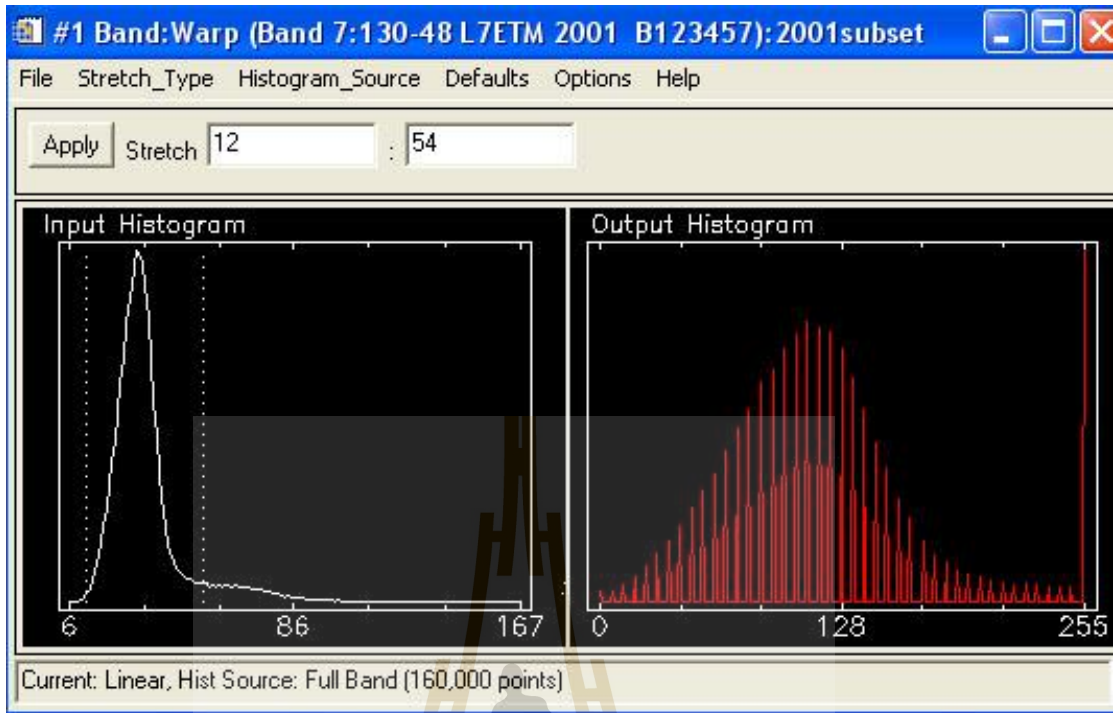 #1 Band:Warp (Band 7:130-48 L7ETM 2001 B123457):2001subset
File Stretch_Type Histogram_Source Defaults Options Help
Apply Stretch 12 : 54
Input Histogram
6 86 167
Output Histogram
0 128 255
Current: Linear, Hist Source: Full Band (160,000 points)